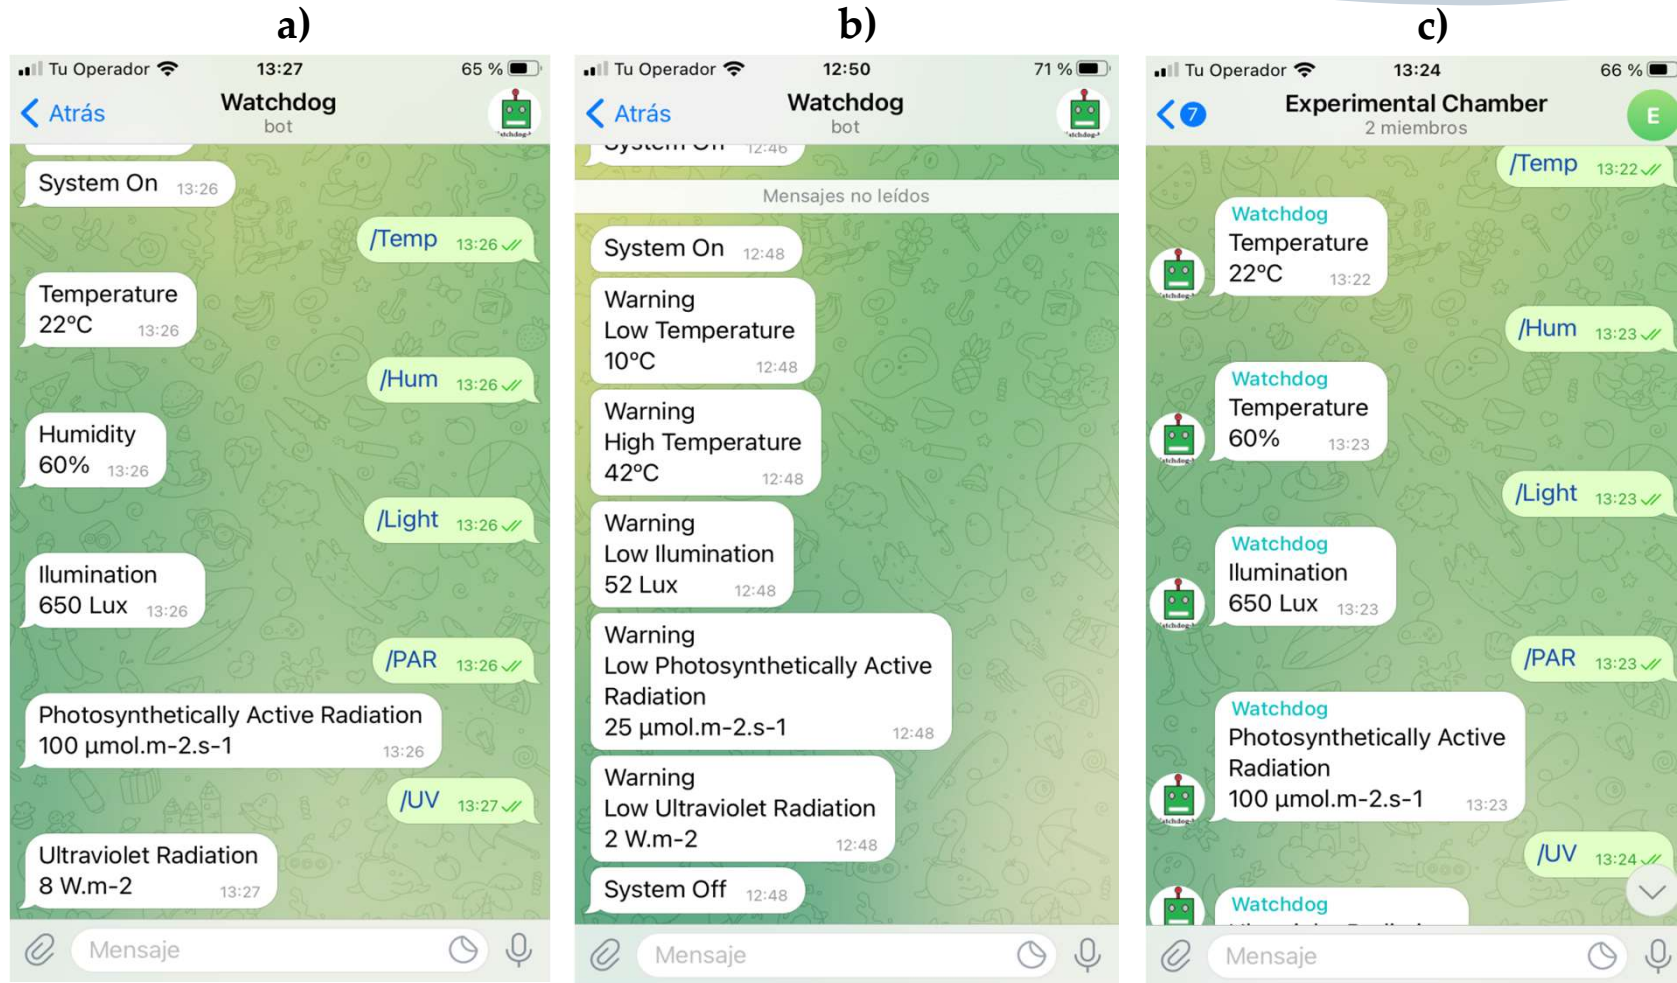 a)
Tu Operador 13:27 65 %
Atrás Watchdog
bot
System On 13:26
/Temp 13:26
Temperature
22ºC 13:26
/Hum 13:26
Humidity
60% 13:26
/Light 13:26
Ilumination
650 Lux 13:26
/PAR 13:26
Photosynthetically Active Radiation
100 µmol.m-2.s-1 13:26
/UV 13:27
Ultraviolet Radiation
8 W.m-2 13:27
Mensaje
b)
Tu Operador 12:50 71 %
Atrás Watchdog
bot
12:46
Mensajes no leídos
System On 12:48
Warning
Low Temperature
10ºC 12:48
Warning
High Temperature
42ºC 12:48
Warning
Low Ilumination
52 Lux 12:48
Warning
Low Photosynthetically Active
Radiation
25 µmol.m-2.s-1 12:48
Warning
Low Ultraviolet Radiation
2 W.m-2 12:48
System Off 12:48
Mensaje
c)
Tu Operador 13:24 66 %
7 Experimental Chamber E
2 miembros
/Temp 13:22
Watchdog
Temperature
22ºC 13:22
/Hum 13:23
Watchdog
Temperature
60% 13:23
/Light 13:23
Watchdog
Ilumination
650 Lux 13:23
/PAR 13:23
Watchdog
Photosynthetically Active
Radiation
100 µmol.m-2.s-1 13:23
/UV 13:24
Watchdog
Mensaje